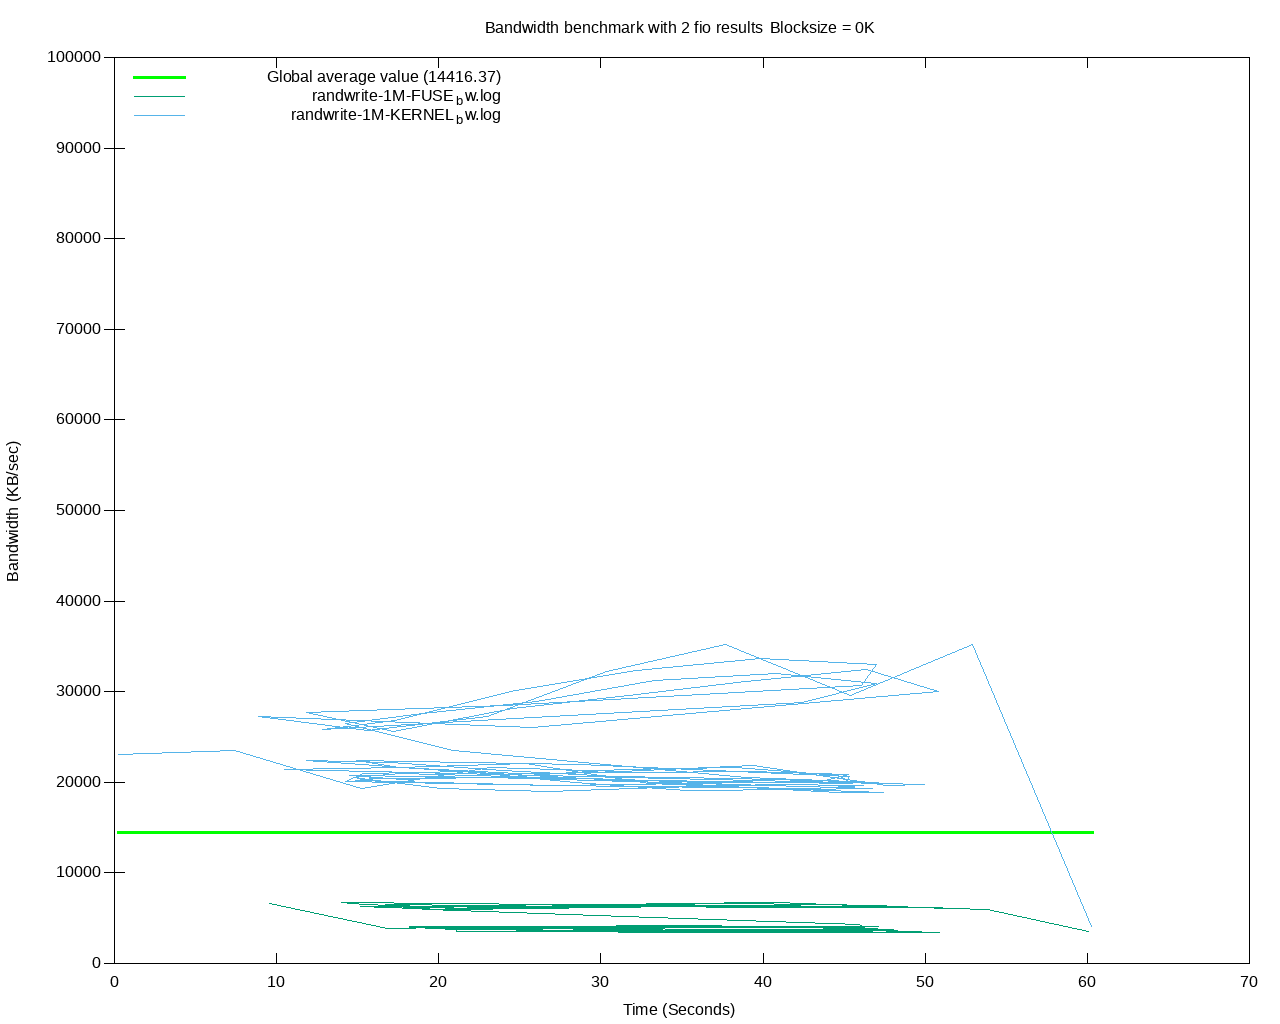 Bandwidth benchmark with 2 fio results Blocksize = 0K
100000
90000
80000
70000
60000
50000
40000
30000
20000
10000
0
Global average value (14416.37)
randwrite-1M-FUSE_bw.log
randwrite-1M-KERNEL_bw.log
Bandwidth (KB/sec)
0 10 20 30 40 50 60 70
Time (Seconds)